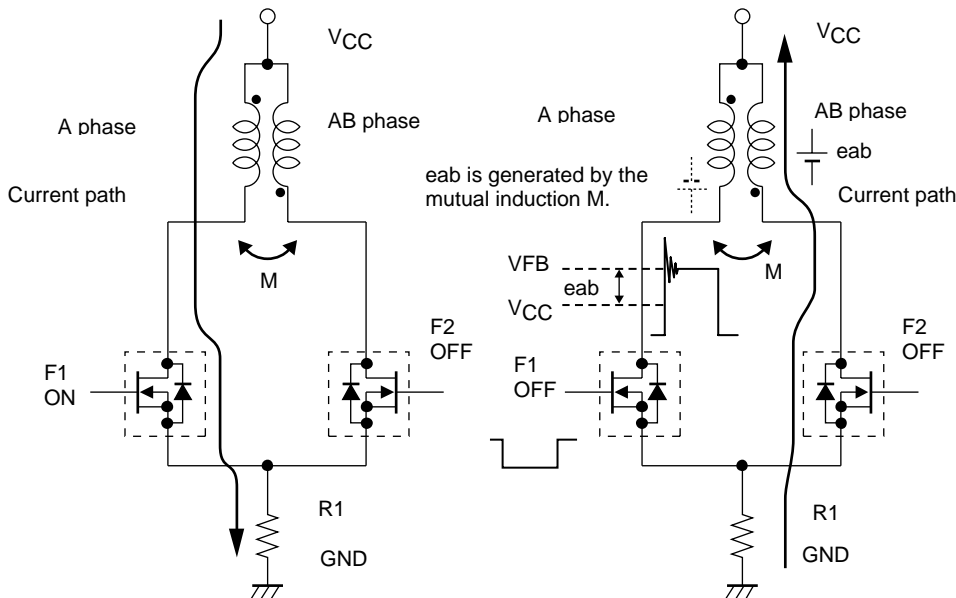 VCC
A phase
AB phase
Current path
M
F1
ON
F2
OFF
R1
GND
VCC
A phase
AB phase
eab
eab is generated by the
mutual induction M.
Current path
VFB
eab
VCC
M
F1
OFF
F2
OFF
R1
GND